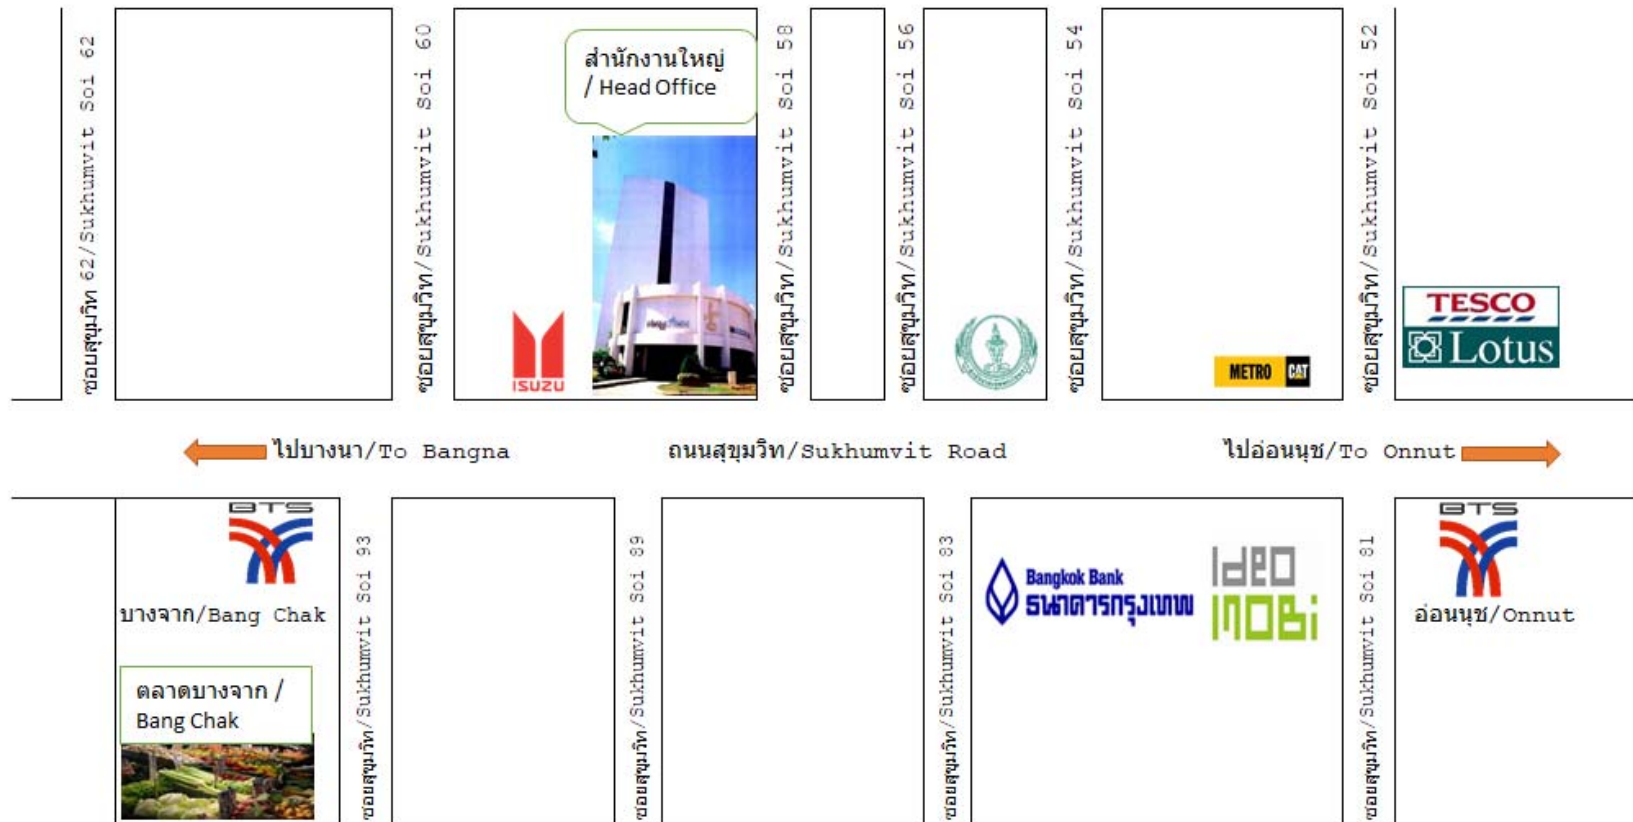 ซอยสุขุมวิท 62/Sukhumvit Soi 62
ซอยสุขุมวิท/Sukhumvit Soi 60
สำนักงานใหญ่
/ Head Office
ISUZU
ซอยสุขุมวิท/Sukhumvit Soi 58
ซอยสุขุมวิท/Sukhumvit Soi 56
ซอยสุขุมวิท/Sukhumvit Soi 54
METRO CAT
ซอยสุขุมวิท/Sukhumvit Soi 52
TESCO
Lotus
ไปบางนา/To Bangna
ถนนสุขุมวิท/Sukhumvit Road
ไปอ่อนนุช/To Onnut
BTS
บางจาก/Bang Chak
ตลาดบางจาก /
Bang Chak
ซอยสุขุมวิท/Sukhumvit Soi 93
ซอยสุขุมวิท/Sukhumvit Soi 89
ซอยสุขุมวิท/Sukhumvit Soi 83
Bangkok Bank
ธนาคารกรุงเทพ
IdeO
MOBi
ซอยสุขุมวิท/Sukhumvit Soi 81
BTS
อ่อนนุช/Onnut